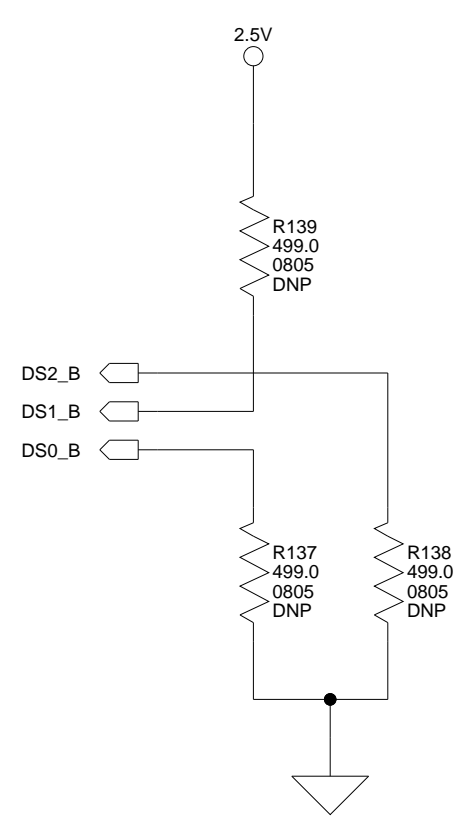 2.5V
R139
499.0
0805
DNP
DS2_B
DS1_B
DS0_B
R137
499.0
0805
DNP
R138
499.0
0805
DNP